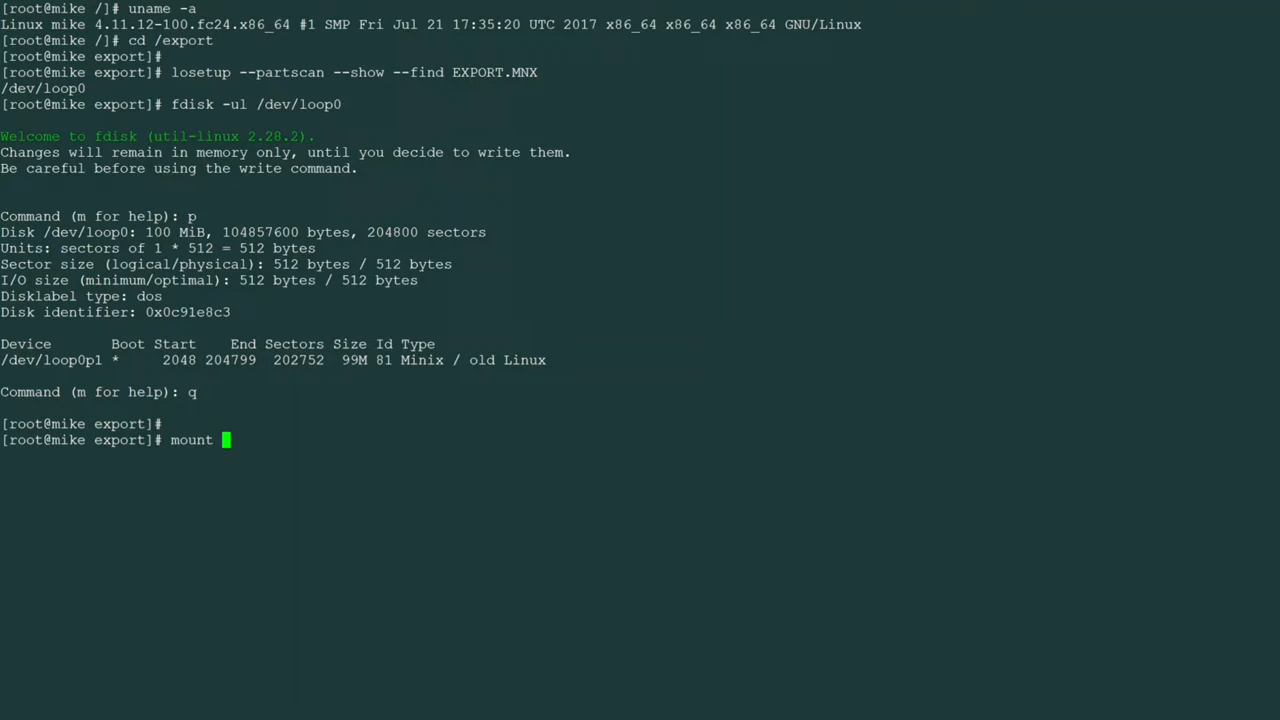 [root@mike /]# uname -a
Linux mike 4.11.12-100.fc24.x86_64 #1 SMP Fri Jul 21 17:35:20 UTC 2017 x86_64 x86_64 x86_64 GNU/Linux
[root@mike /]# cd /export
[root@mike export]#
[root@mike export]# losetup --partscan --show --find EXPORT.MNX
/dev/loop0
[root@mike export]# fdisk -ul /dev/loop0
Welcome to fdisk (util-linux 2.28.2).
Changes will remain in memory only, until you decide to write them.
Be careful before using the write command.
Command (m for help): p
Disk /dev/loop0: 100 MiB, 104857600 bytes, 204800 sectors
Units: sectors of 1 * 512 = 512 bytes
Sector size (logical/physical): 512 bytes / 512 bytes
I/O size (minimum/optimal): 512 bytes / 512 bytes
Disklabel type: dos
Disk identifier: 0x0c91e8c3
Device       Boot Start    End Sectors Size Id Type
/dev/loop0p1 *     2048 204799  202752  99M 81 Minix / old Linux
Command (m for help): q
[root@mike export]#
[root@mike export]# mount